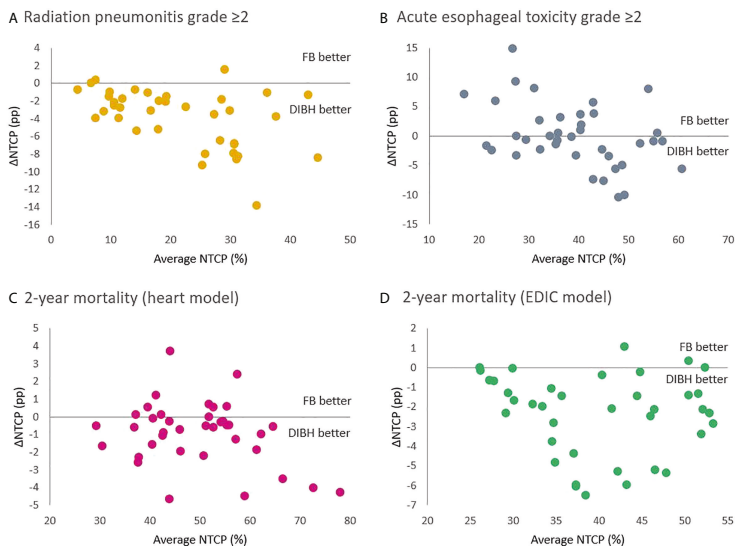 A Radiation pneumonitis grade ≥2
4
2
0
-2
-4
-6
-8
-10
-12
-14
-16
ΔNTCP (pp)
FB better
DIBH better
0 10 20 30 40 50
Average NTCP (%)
B Acute esophageal toxicity grade ≥2
15
10
5
0
-5
-10
-15
ΔNTCP (pp)
FB better
DIBH better
10 20 30 40 50 60 70
Average NTCP (%)
C 2-year mortality (heart model)
5
4
3
2
1
0
-1
-2
-3
-4
-5
ΔNTCP (pp)
FB better
DIBH better
20 30 40 50 60 70 80
Average NTCP (%)
D 2-year mortality (EDIC model)
2
1
0
-1
-2
-3
-4
-5
-6
-7
ΔNTCP (pp)
FB better
DIBH better
20 25 30 35 40 45 50 55
Average NTCP (%)